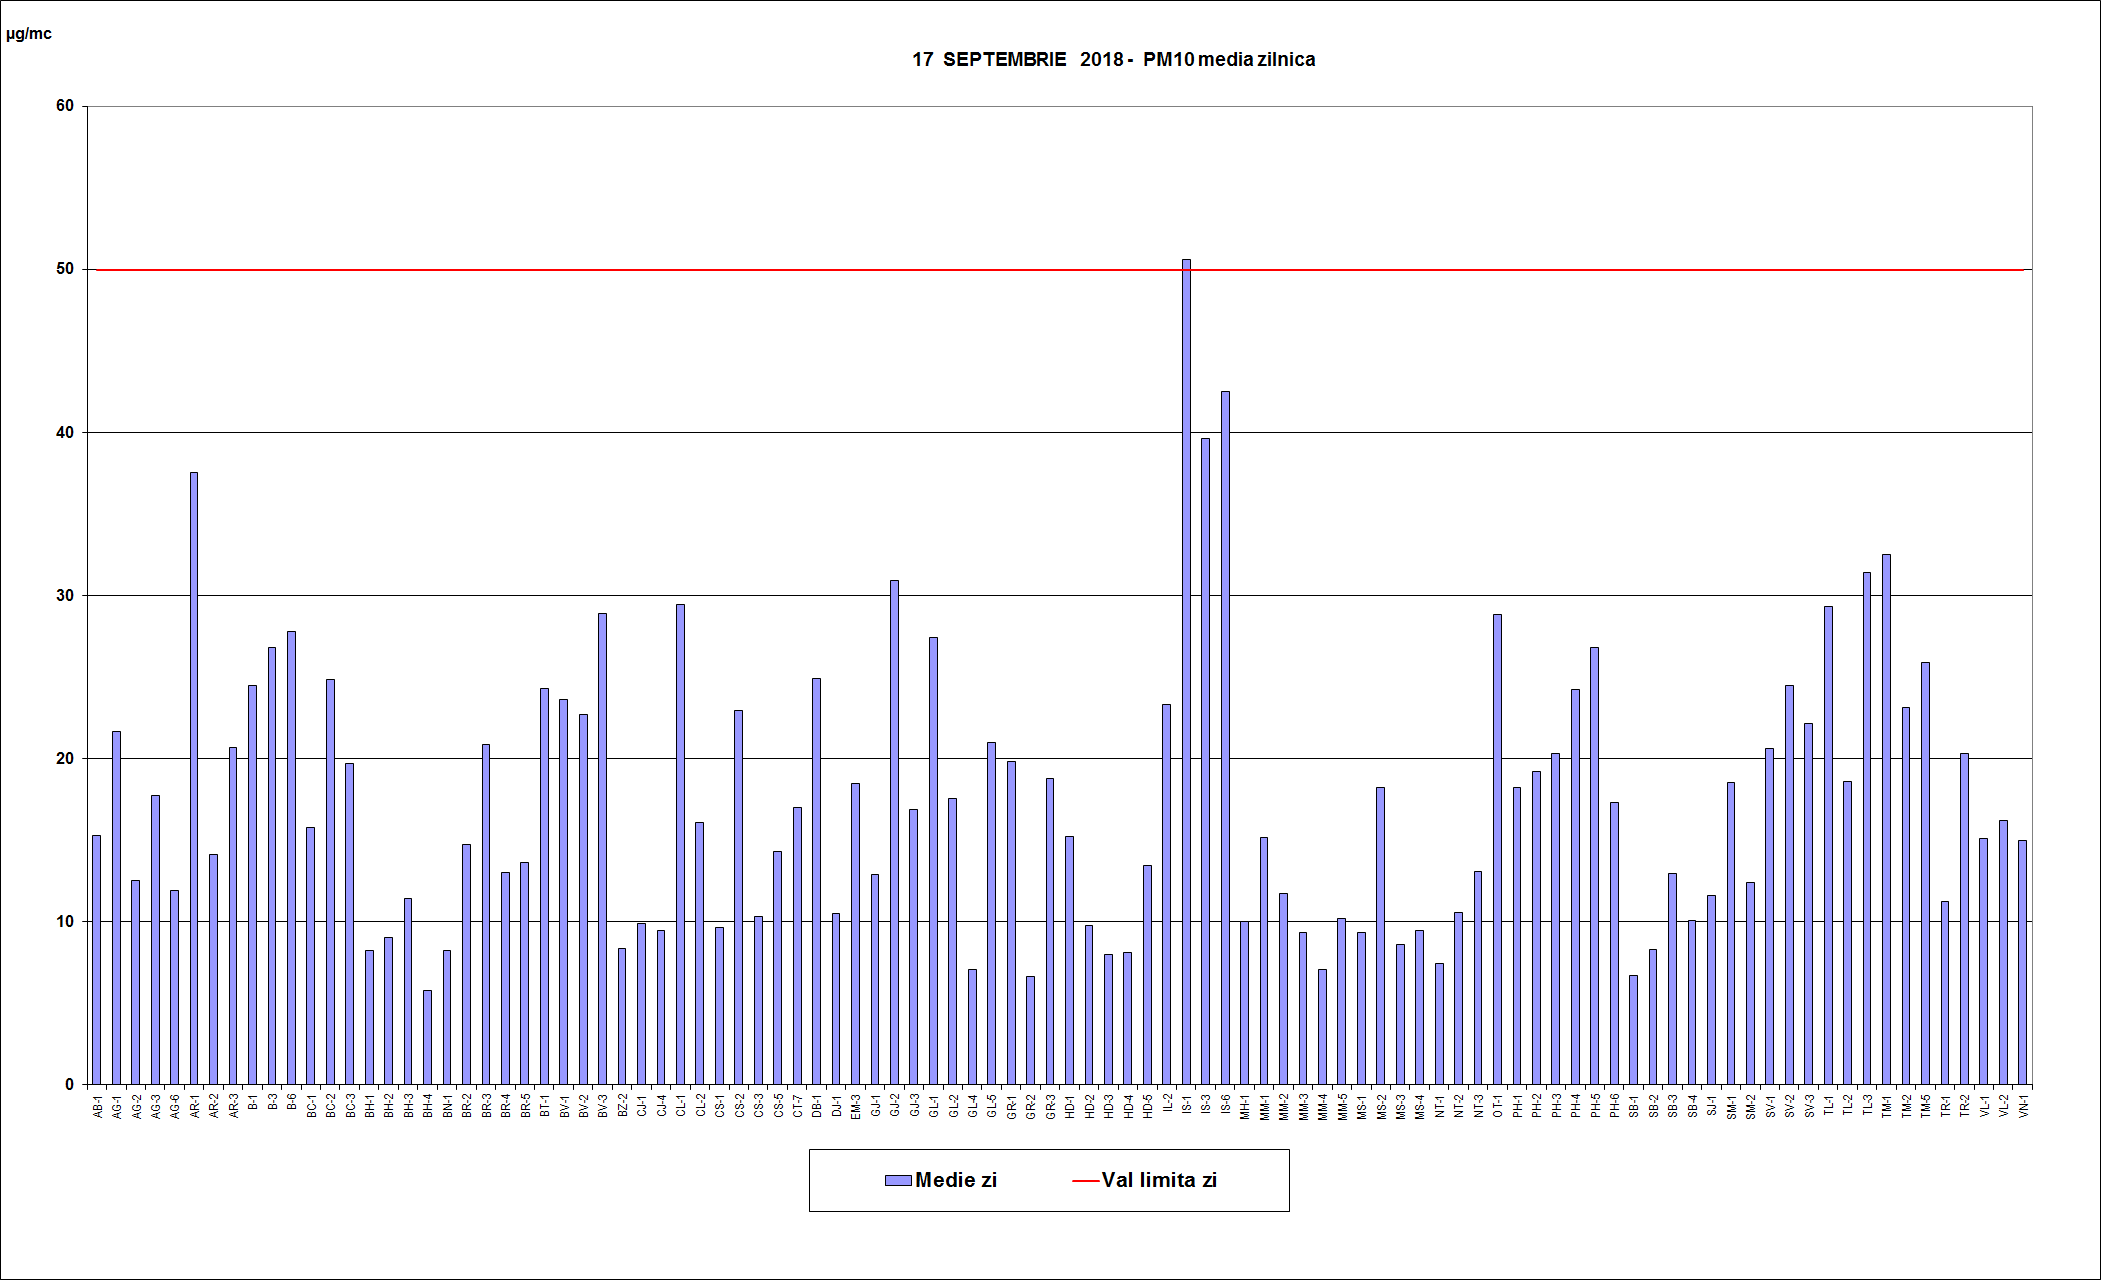 µg/mc
17 SEPTEMBRIE 2018 - PM10 media zilnica
60
50
40
30
20
10
0
AB-1 AG-1 AG-2 AG-3 AG-6 AR-1 AR-2 AR-3 B-1 B-3 B-6 BC-1 BC-2 BC-3 BH-1 BH-2 BH-3 BH-4 BN-1 BR-2 BR-3 BR-4 BR-5 BT-1 BV-1 BV-2 BV-3 BZ-2 CJ-1 CJ-4 CL-1 CL-2 CS-1 CS-2 CS-3 CS-5 CT-7 DB-1 DJ-1 EM-3 GJ-1 GJ-2 GJ-3 GL-1 GL-2 GL-4 GL-5 GR-1 GR-2 GR-3 HD-1 HD-2 HD-3 HD-4 HD-5 IL-2 IS-1 IS-3 IS-6 MH-1 MM-1 MM-2 MM-3 MM-4 MM-5 MS-1 MS-2 MS-3 MS-4 NT-1 NT-2 NT-3 OT-1 PH-1 PH-2 PH-3 PH-4 PH-5 PH-6 SB-1 SB-2 SB-3 SB-4 SJ-1 SM-1 SM-2 SV-1 SV-2 SV-3 TL-1 TL-2 TL-3 TM-1 TM-2 TM-5 TR-1 TR-2 VL-1 VL-2 VN-1
Medie zi Val limita zi